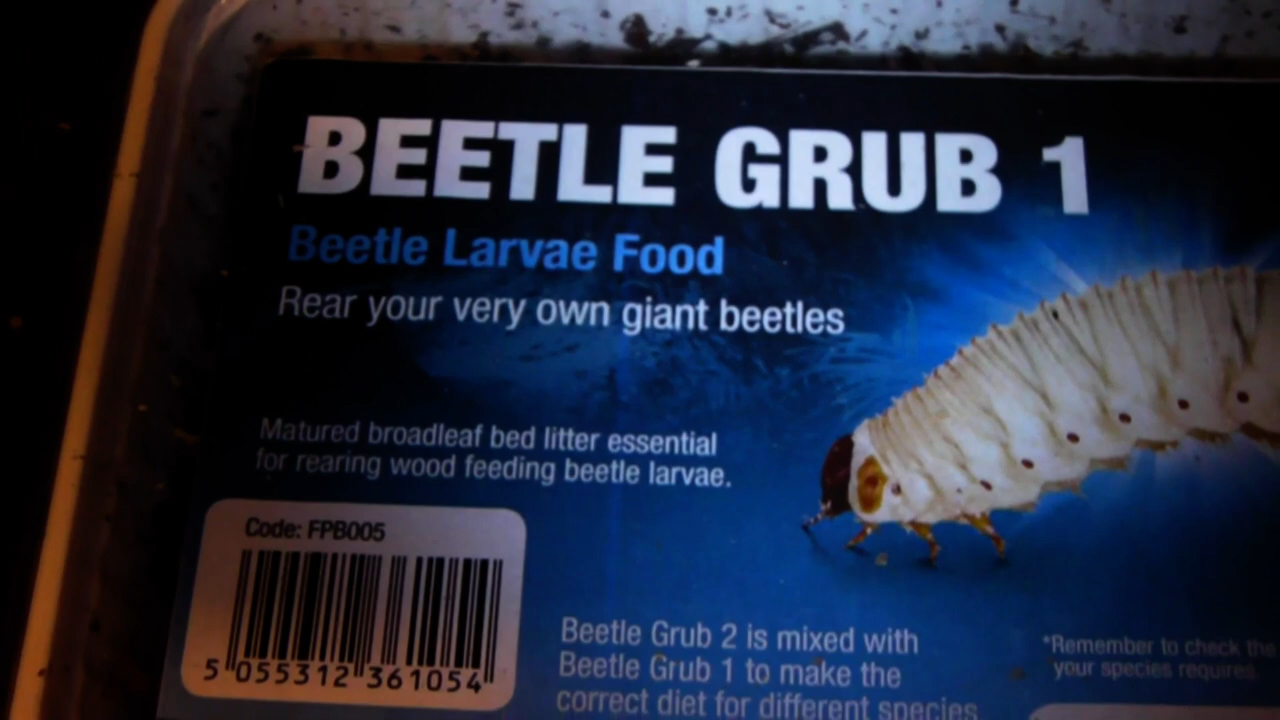 BEETLE GRUB 1
Beetle Larvae Food
Rear your very own giant beetles
Matured broadleaf bed litter essential
for rearing wood feeding beetle larvae.
Code: FPB005
5 055312 361054
Beetle Grub 2 is mixed with
Beetle Grub 1 to make the
correct diet for different species
*Remember to check the
your species requires